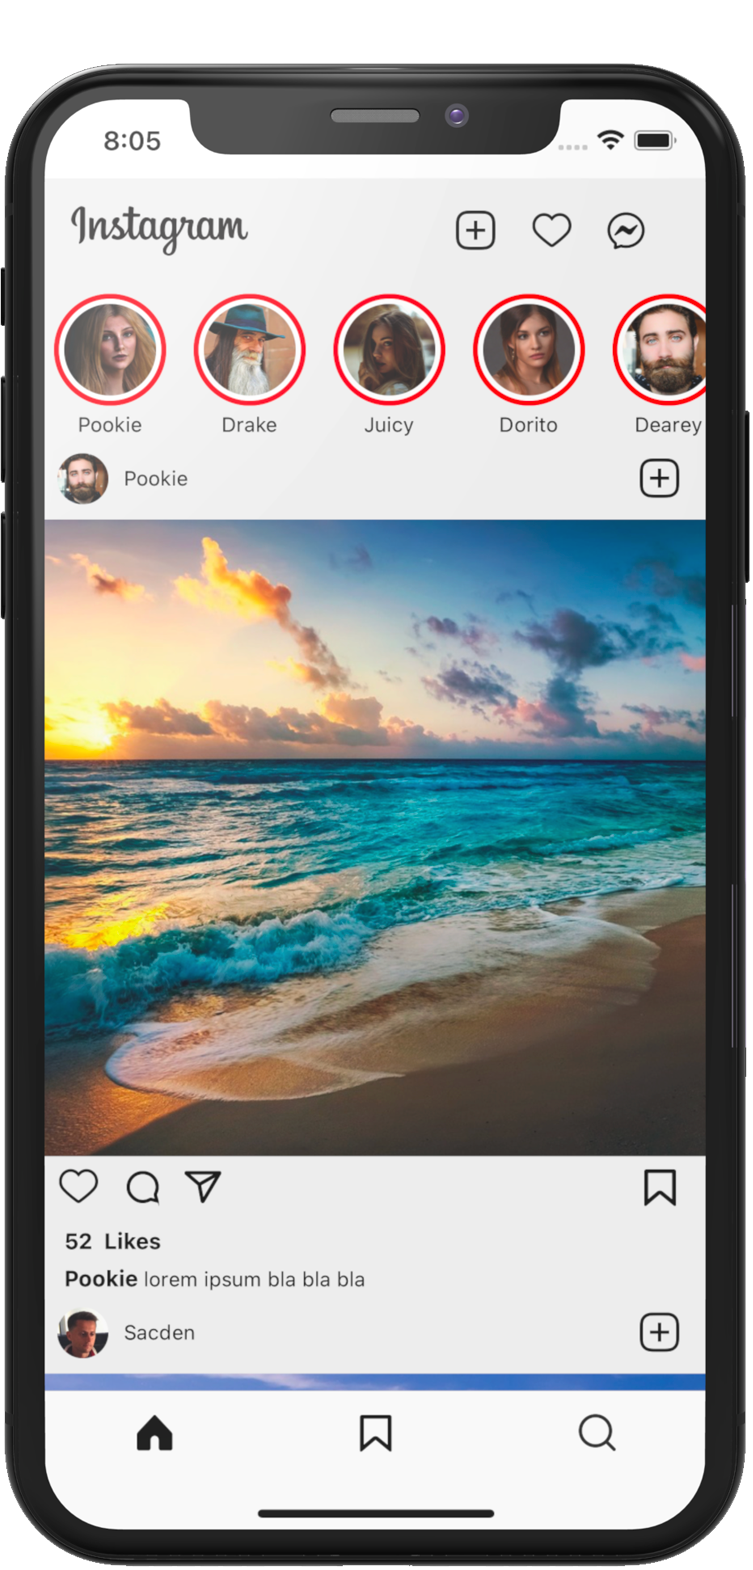 8:05
Instagram
Pookie Drake Juicy Dorito Dearey
Pookie
52 Likes
Pookie lorem ipsum bla bla bla
Sacden